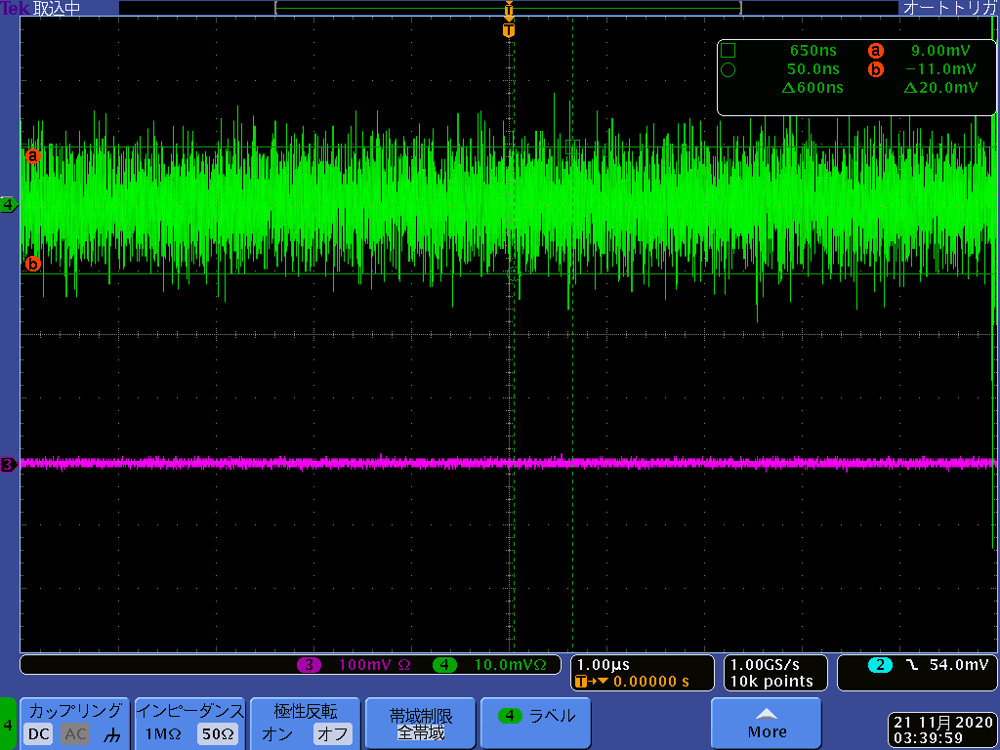 Tek 取込中 オートトリガ
T
T
650ns a 9.00mV
50.0ns b −11.0mV
Δ600ns Δ20.0mV
a
4
b
3
3 100mV Ω 4 10.0mVΩ
1.00μs
T→▼ 0.00000 s
1.00GS/s
10k points
2 54.0mV
4
カップリング
DC AC
インピーダンス
1MΩ 50Ω
極性反転
オン オフ
帯域制限
全帯域
4 ラベル
More
21 11月 2020
03:39:59